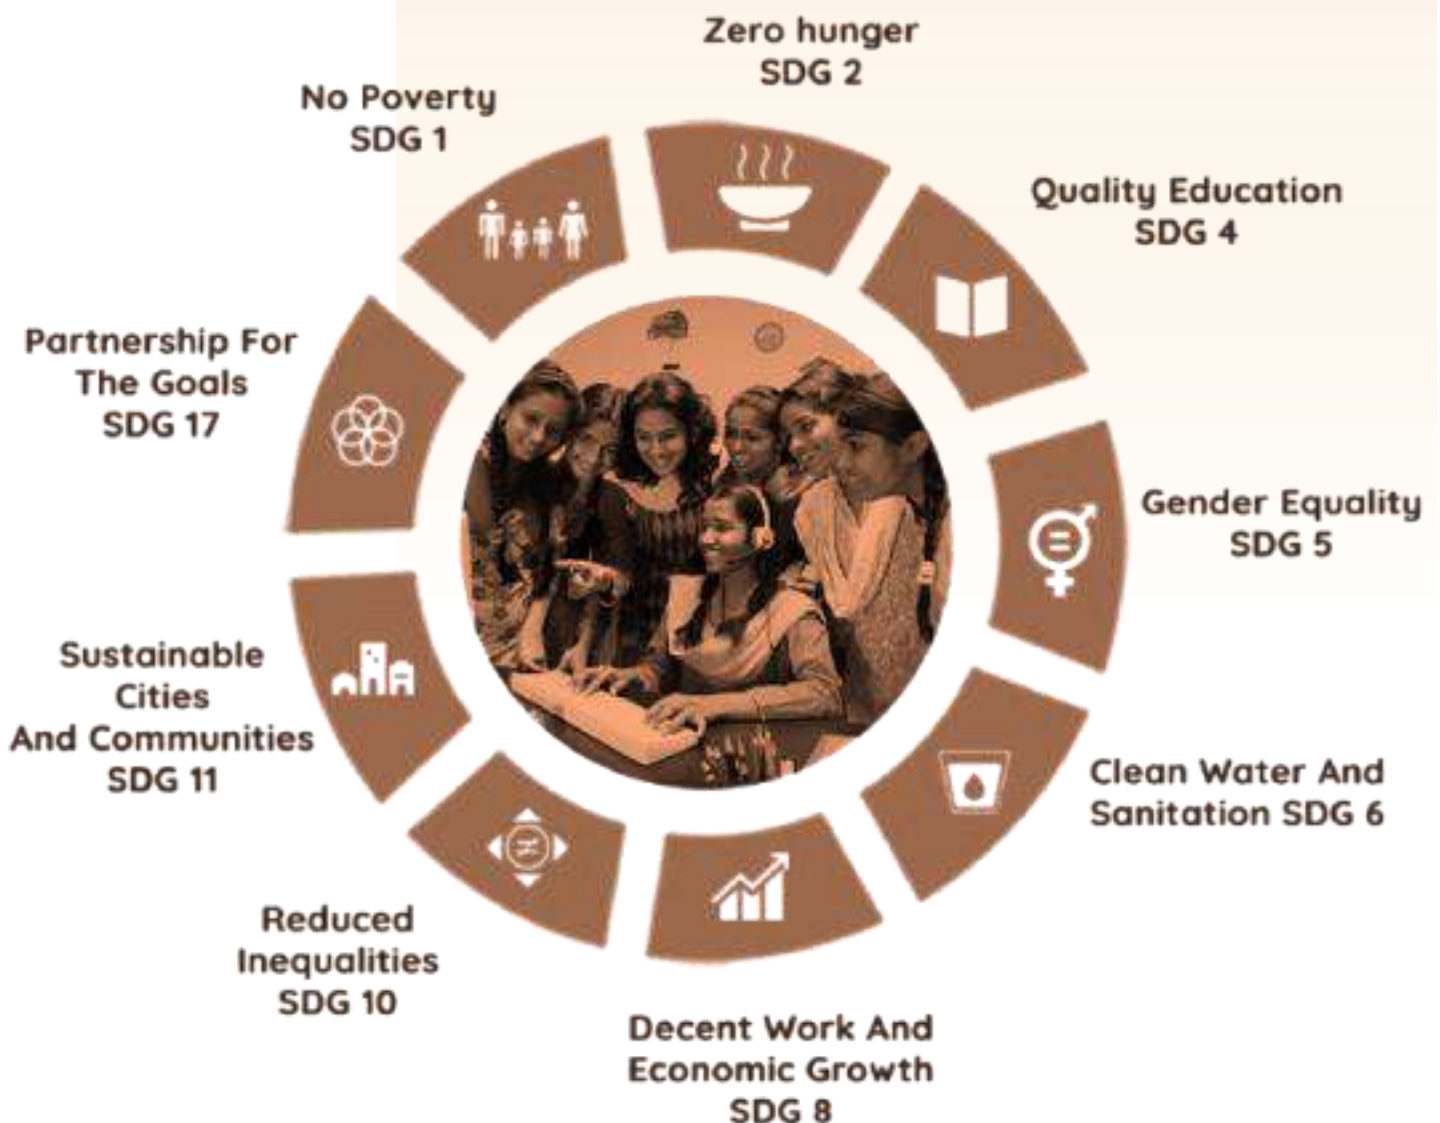 Zero hunger
SDG 2
No Poverty
SDG 1
Quality Education
SDG 4
Partnership For
The Goals
SDG 17
Gender Equality
SDG 5
Sustainable
Cities
And Communities
SDG 11
Clean Water And
Sanitation SDG 6
Reduced
Inequalities
SDG 10
Decent Work And
Economic Growth
SDG 8